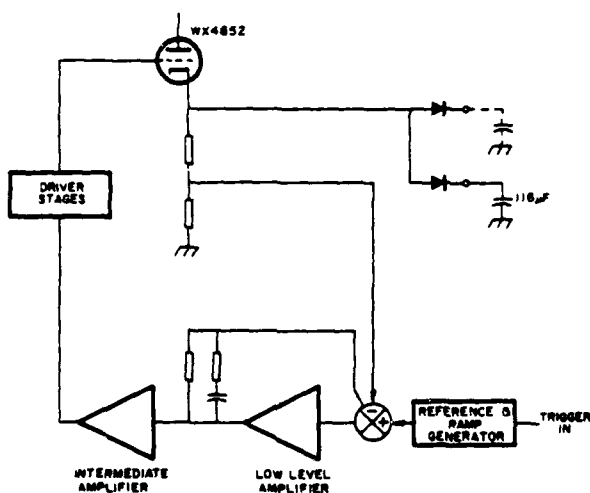 WX4852
DRIVER
STAGES
116µF
REFERENCE &
RAMP
GENERATOR
TRIGGER
IN
INTERMEDIATE
AMPLIFIER
LOW LEVEL
AMPLIFIER
- 
+